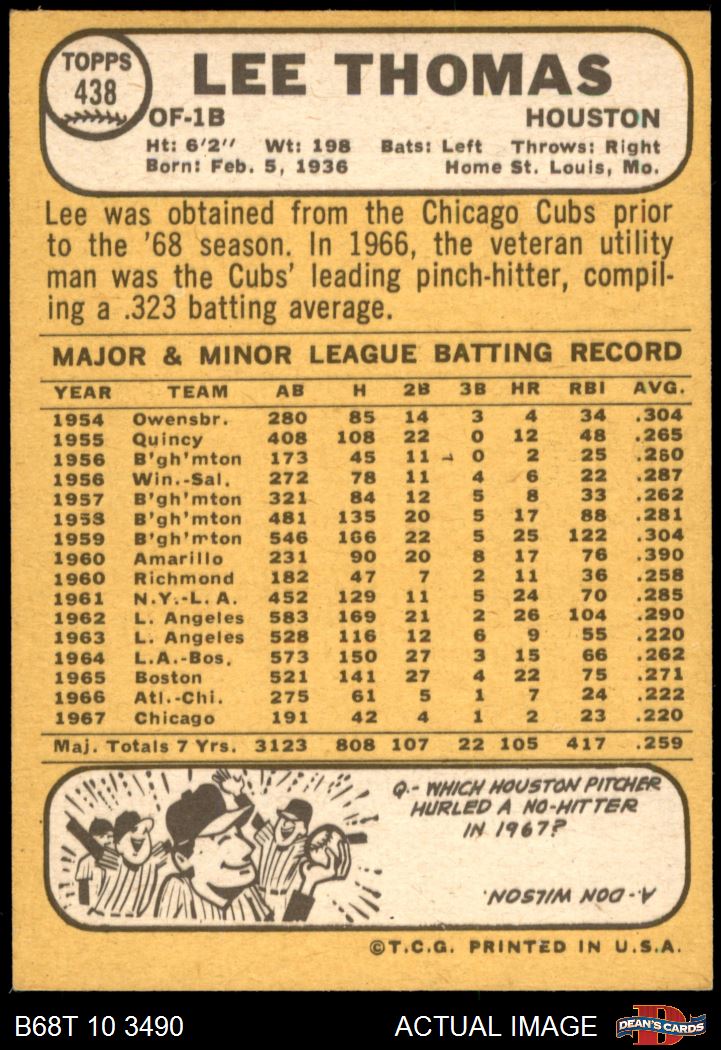 TOPPS
438
LEE THOMAS
OF-1B HOUSTON
Ht: 6'2" Wt: 198 Bats: Left Throws: Right
Born: Feb. 5, 1936 Home St. Louis, Mo.
Lee was obtained from the Chicago Cubs prior
to the '68 season. In 1966, the veteran utility
man was the Cubs' leading pinch-hitter, compil-
ing a .323 batting average.
MAJOR & MINOR LEAGUE BATTING RECORD
YEAR TEAM AB H 2B 3B HR RBI AVG.
1954 Owensbr. 280 85 14 3 4 34 .304
1955 Quincy 408 108 22 0 12 48 .265
1956 B'gh'mton 173 45 11 0 2 25 .260
1956 Win.-Sal. 272 78 11 4 6 22 .287
1957 B'gh'mton 321 84 12 5 8 33 .262
1958 B'gh'mton 481 135 20 5 17 88 .281
1959 B'gh'mton 546 166 22 5 25 122 .304
1960 Amarillo 231 90 20 8 17 76 .390
1960 Richmond 182 47 7 2 11 36 .258
1961 N.Y.-L.A. 452 129 11 5 24 70 .285
1962 L. Angeles 583 169 21 2 26 104 .290
1963 L. Angeles 528 116 12 6 9 55 .220
1964 L.A.-Bos. 573 150 27 3 15 66 .262
1965 Boston 521 141 27 4 22 75 .271
1966 Atl.-Chi. 275 61 5 1 7 24 .222
1967 Chicago 191 42 4 1 2 23 .220
Maj. Totals 7 Yrs. 3123 808 107 22 105 417 .259
Q.- WHICH HOUSTON PITCHER
HURLED A NO-HITTER
IN 1967?
A.- DON WILSON.
©T.C.G. PRINTED IN U.S.A.
B68T 10 3490 ACTUAL IMAGE
D
DEAN'S CARDS